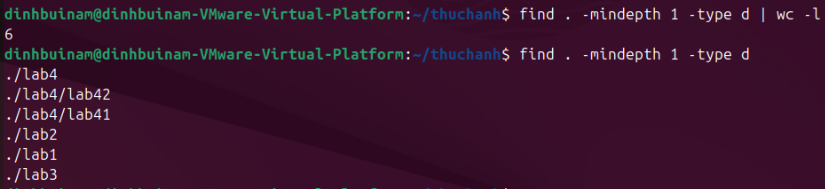 dinhbuinam@dinhbuinam-VMware-Virtual-Platform:~/thuchanh$ find . -mindepth 1 -type d | wc -l
6
dinhbuinam@dinhbuinam-VMware-Virtual-Platform:~/thuchanh$ find . -mindepth 1 -type d
./lab4
./lab4/lab42
./lab4/lab41
./lab2
./lab1
./lab3